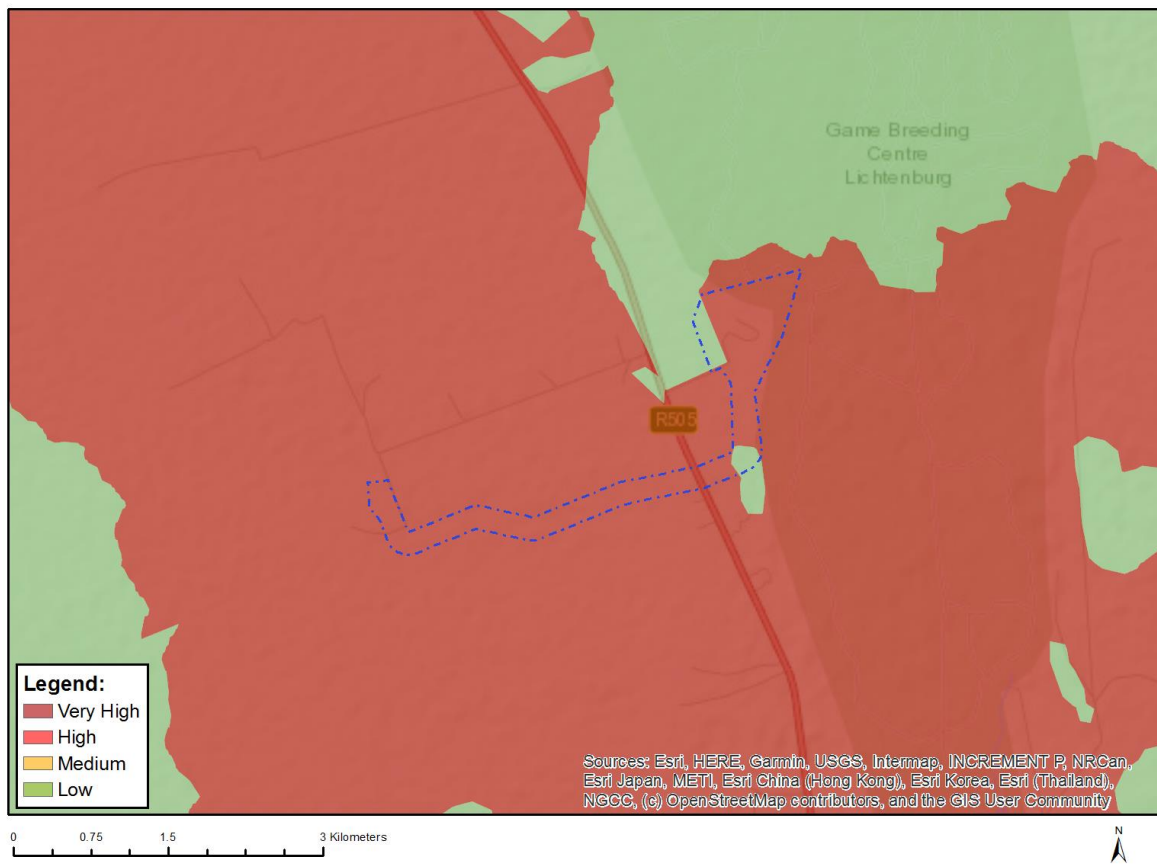 Game Breeding
Centre
Lichtenburg
R505
Legend:
Very High
High
Medium
Low
Sources: Esri, HERE, Garmin, USGS, Intermap, INCREMENT P, NRCan,
Esri Japan, METI, Esri China (Hong Kong), Esri Korea, Esri (Thailand),
NGCC, (c) OpenStreetMap contributors, and the GIS User Community
0 0.75 1.5 3 Kilometers
N